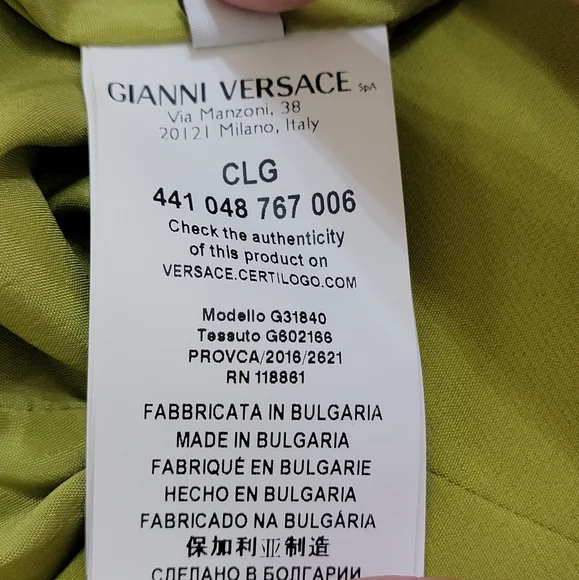 GIANNI VERSACE SpA
Via Manzoni, 38
20121 Milano, Italy
CLG
441 048 767 006
Check the authenticity
of this product on
VERSACE.CERTILOGO.COM
Modello G31840
Tessuto G602166
PROVCA/2016/2621
RN 118861
FABBRICATA IN BULGARIA
MADE IN BULGARIA
FABRIQUÉ EN BULGARIE
HECHO EN BULGARIA
FABRICADO NA BULGÁRIA
保加利亚制造
СДЕЛАНО В БОЛГАРИИ